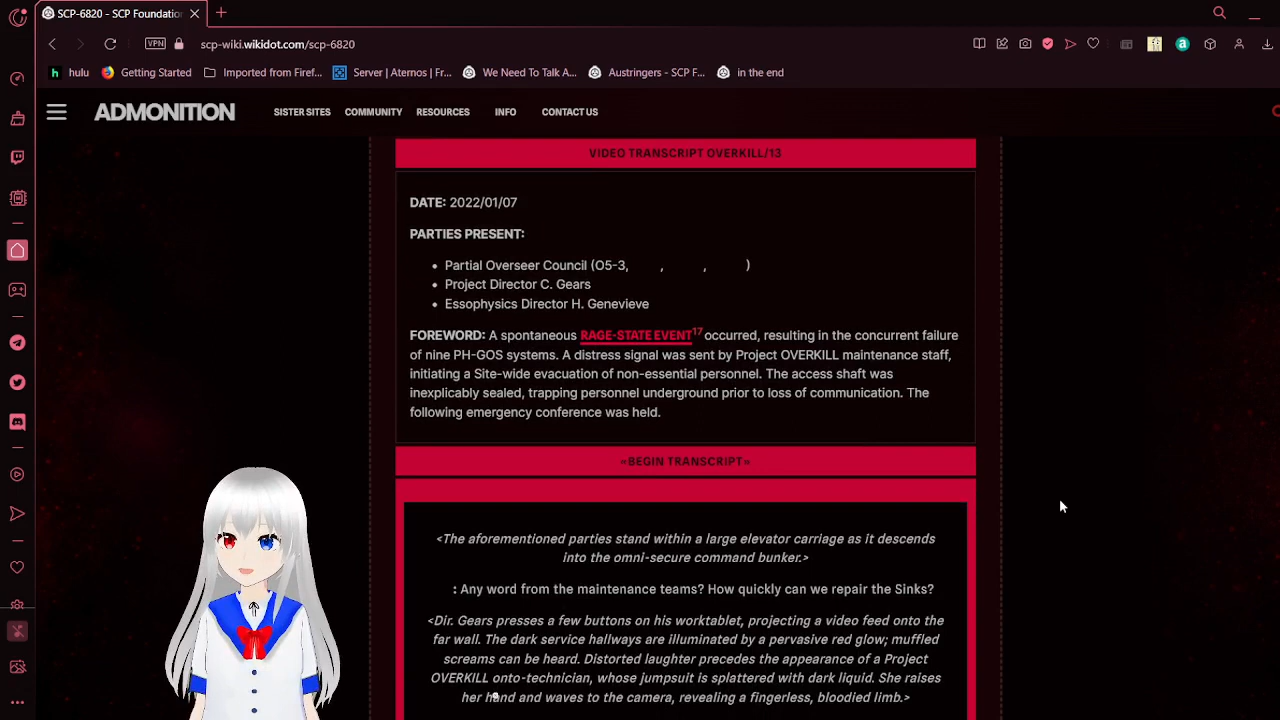 SCP-6820 - SCP Foundatio
VPN
scp-wiki.wikidot.com/scp-6820
hulu
Getting Started
Imported from Firef...
Server | Aternos | Fr...
We Need To Talk A...
Austringers - SCP F...
in the end
ADMONITION
SISTER SITES
COMMUNITY
RESOURCES
INFO
CONTACT US
VIDEO TRANSCRIPT OVERKILL/13
DATE: 2022/01/07
PARTIES PRESENT:
• Partial Overseer Council (O5-3, , , )
• Project Director C. Gears
• Essophysics Director H. Genevieve
FOREWORD: A spontaneous RAGE-STATE EVENT17 occurred, resulting in the concurrent failure
of nine PH-GOS systems. A distress signal was sent by Project OVERKILL maintenance staff,
initiating a Site-wide evacuation of non-essential personnel. The access shaft was
inexplicably sealed, trapping personnel underground prior to loss of communication. The
following emergency conference was held.
«BEGIN TRANSCRIPT»
<The aforementioned parties stand within a large elevator carriage as it descends
into the omni-secure command bunker.>
: Any word from the maintenance teams? How quickly can we repair the Sinks?
<Dir. Gears presses a few buttons on his worktablet, projecting a video feed onto the
far wall. The dark service hallways are illuminated by a pervasive red glow; muffled
screams can be heard. Distorted laughter precedes the appearance of a Project
OVERKILL onto-technician, whose jumpsuit is splattered with dark liquid. She raises
her hand and waves to the camera, revealing a fingerless, bloodied limb.>